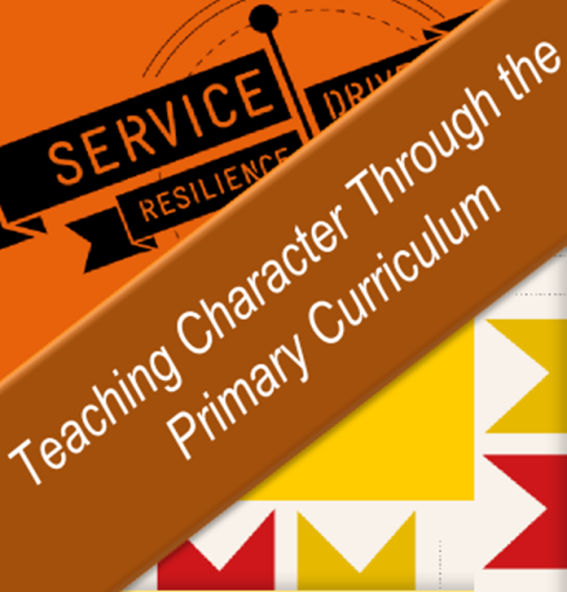 SERVICE
RESILIENCE
Teaching Character Through the
Primary Curriculum